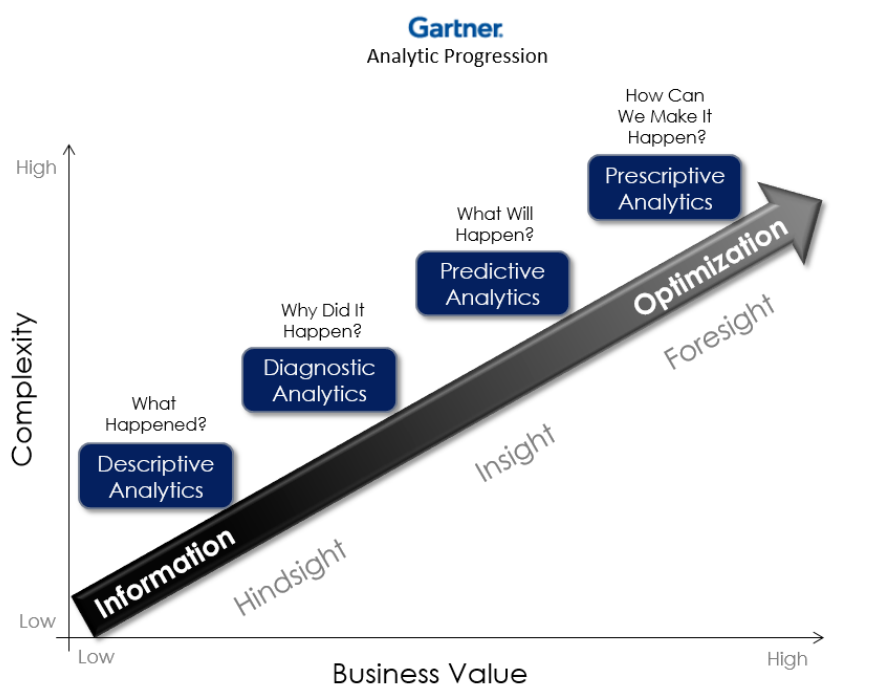 Gartner.
Analytic Progression
How Can
We Make It
Happen?
High
Prescriptive
Analytics
What Will
Happen?
Predictive
Analytics
Optimization
Why Did It
Happen?
Foresight
Diagnostic
Analytics
Complexity
What
Happened?
Insight
Descriptive
Analytics
Information
Hindsight
Low
Low
High
Business Value